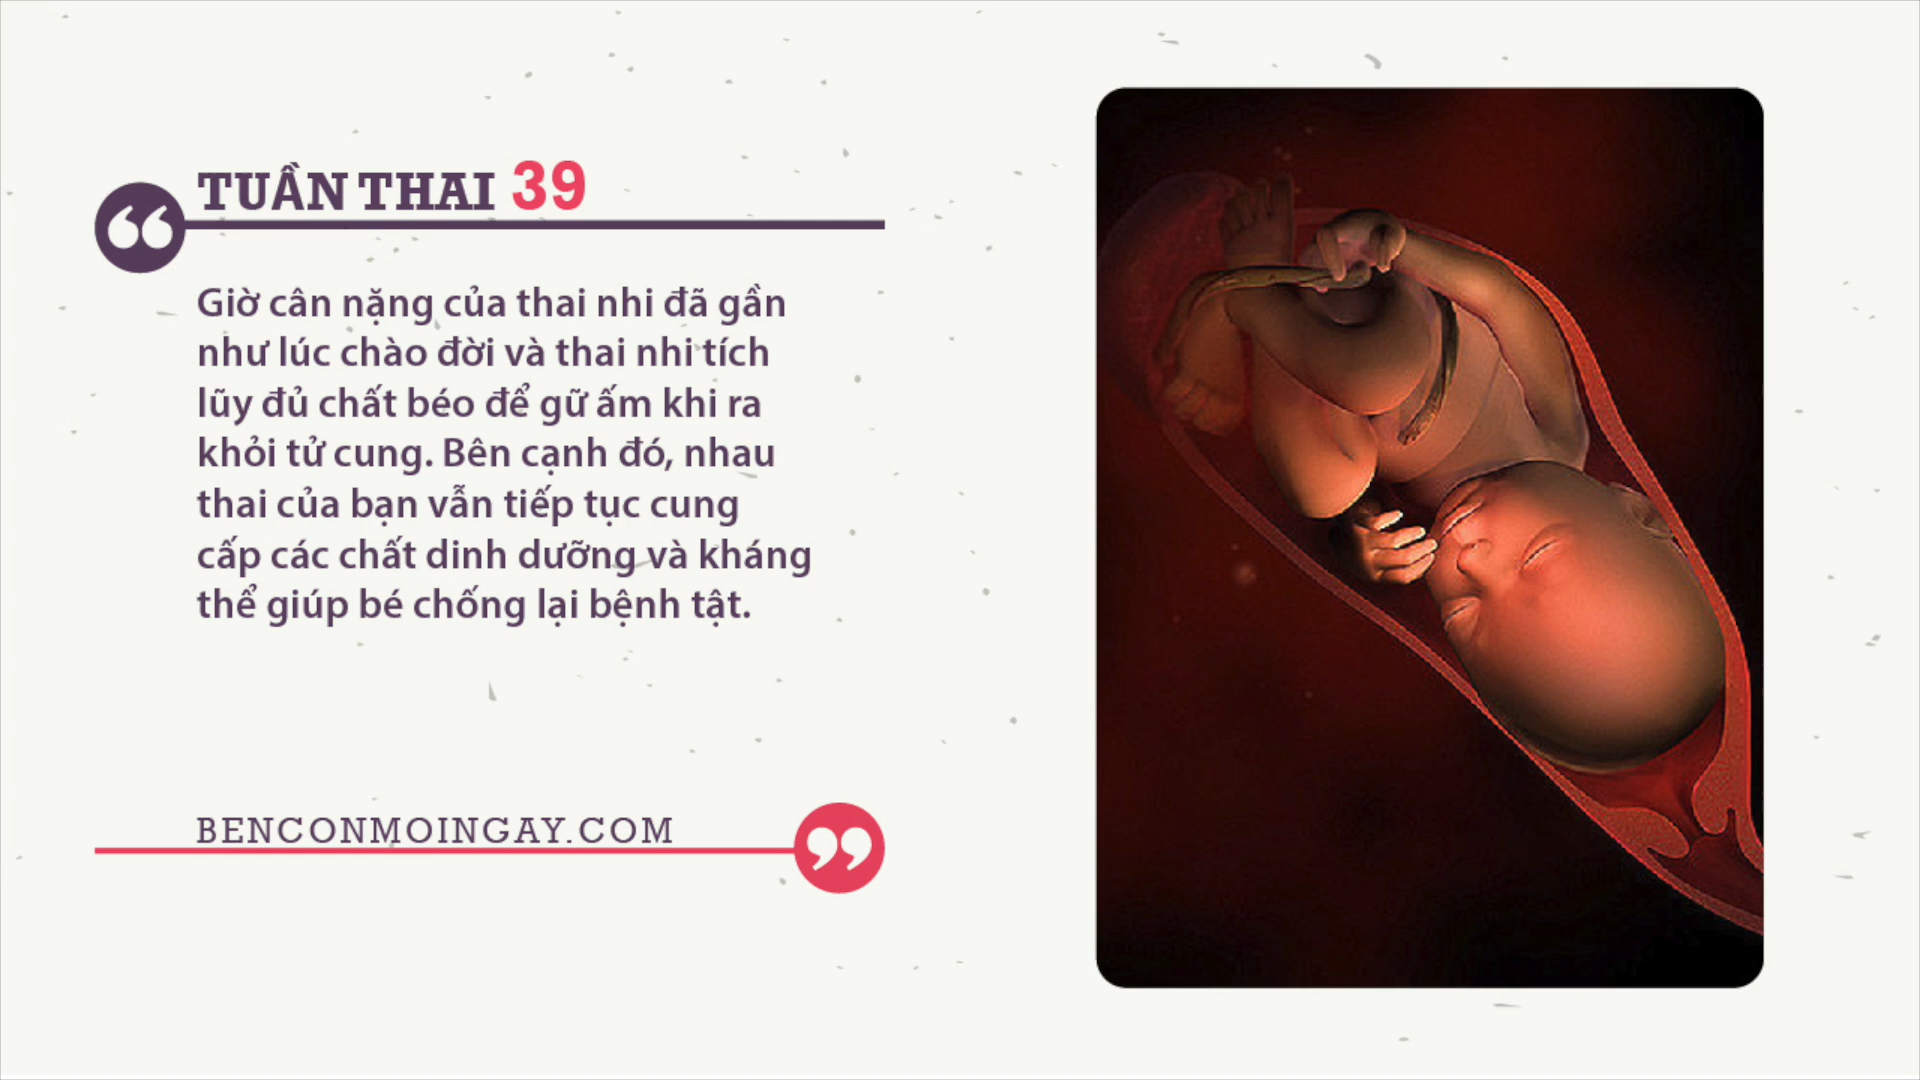 TUẦN THAI 39
Giờ cân nặng của thai nhi đã gần
như lúc chào đời và thai nhi tích
lũy đủ chất béo để gữ ấm khi ra
khỏi tử cung. Bên cạnh đó, nhau
thai của bạn vẫn tiếp tục cung
cấp các chất dinh dưỡng và kháng
thể giúp bé chống lại bệnh tật.
BENCONMOINGAY.COM